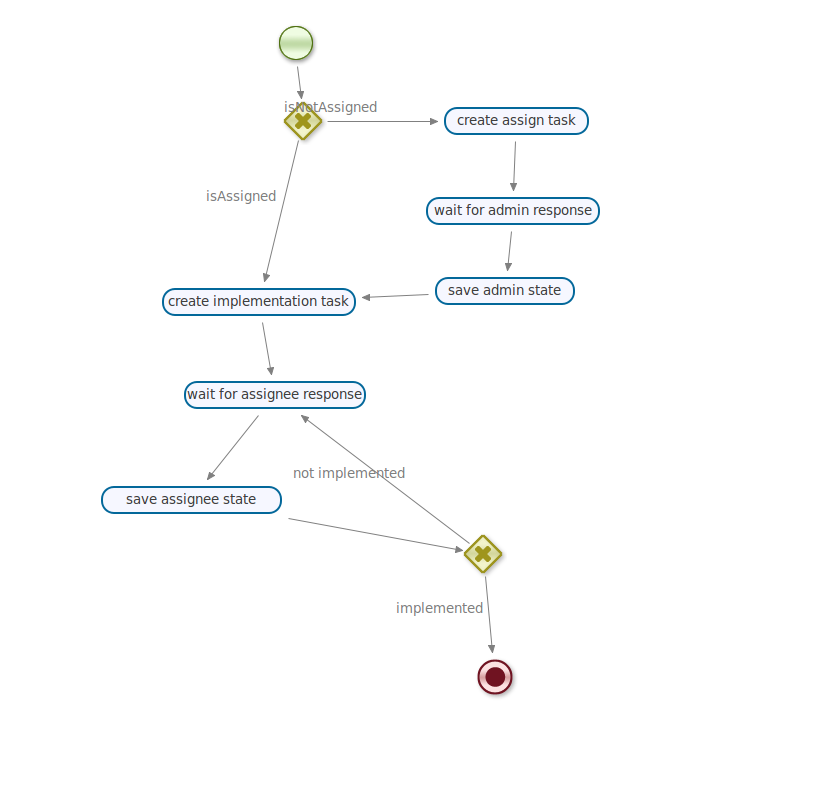 isNotAssigned
create assign task
isAssigned
wait for admin response
save admin state
create implementation task
wait for assignee response
not implemented
save assignee state
implemented